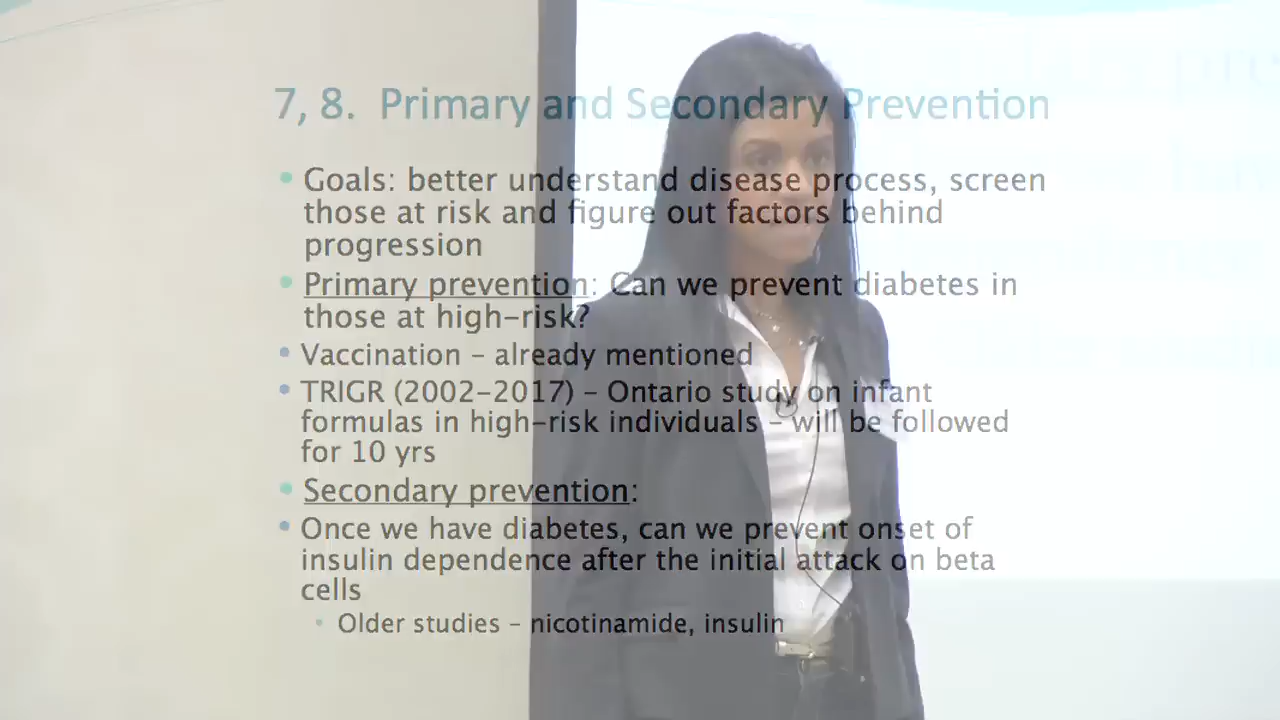 7, 8. Primary and Secondary Prevention
Goals: better understand disease process, screen
those at risk and figure out factors behind
progression
Primary prevention: Can we prevent diabetes in
those at high-risk?
Vaccination – already mentioned
TRIGR (2002-2017) – Ontario study on infant
formulas in high-risk individuals – will be followed
for 10 yrs
Secondary prevention:
Once we have diabetes, can we prevent onset of
insulin dependence after the initial attack on beta
cells
Older studies – nicotinamide, insulin